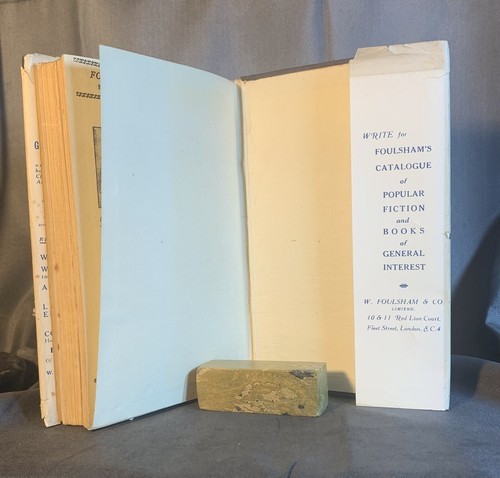 FO
WRITE for
FOULSHAM'S
CATALOGUE
of
POPULAR
FICTION
and
BOOKS
of
GENERAL
INTEREST
W. FOULSHAM & CO
LIMITED.
10 & 11 Red Lion Court,
Fleet Street, London, E.C.4